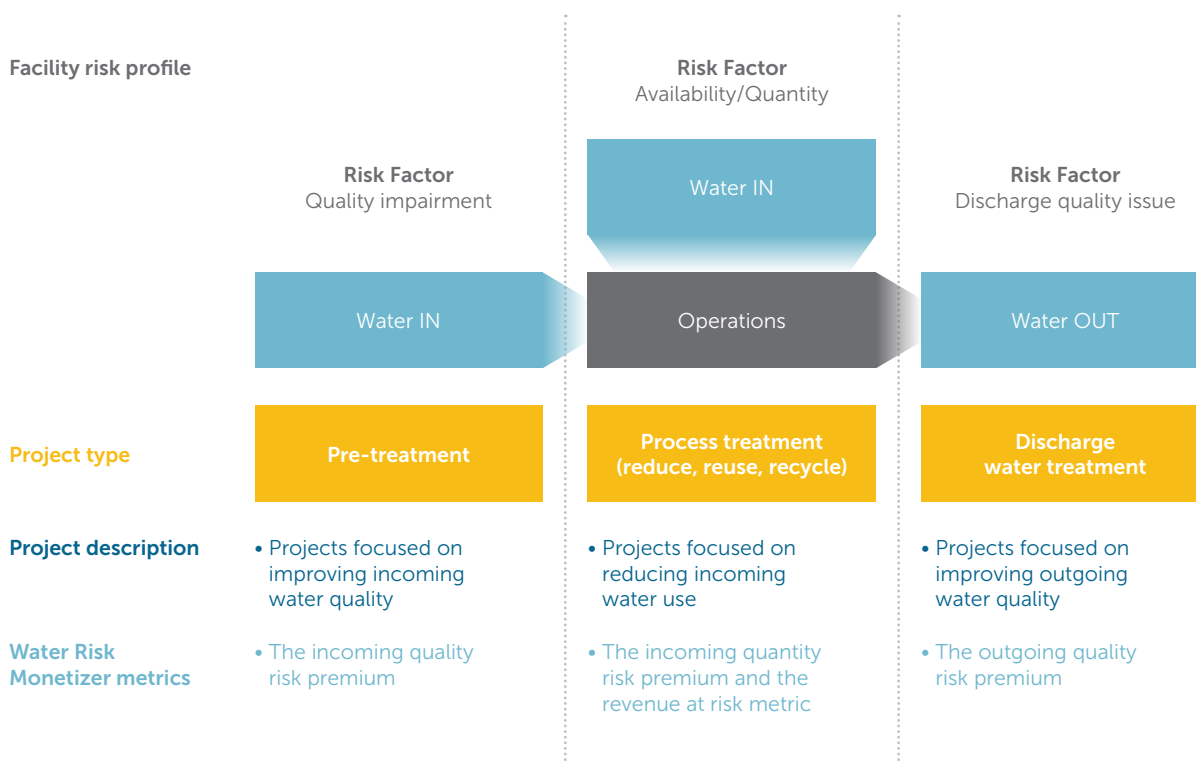 Facility risk profile
Risk Factor
Availability/Quantity
Risk Factor
Quality impairment
Water IN
Risk Factor
Discharge quality issue
Water IN
Operations
Water OUT
Project type
Pre-treatment
Process treatment
(reduce, reuse, recycle)
Discharge
water treatment
Project description
• Projects focused on
improving incoming
water quality
• Projects focused on
reducing incoming
water use
• Projects focused on
improving outgoing
water quality
Water Risk
Monetizer metrics
• The incoming quality
risk premium
• The incoming quantity
risk premium and the
revenue at risk metric
• The outgoing quality
risk premium